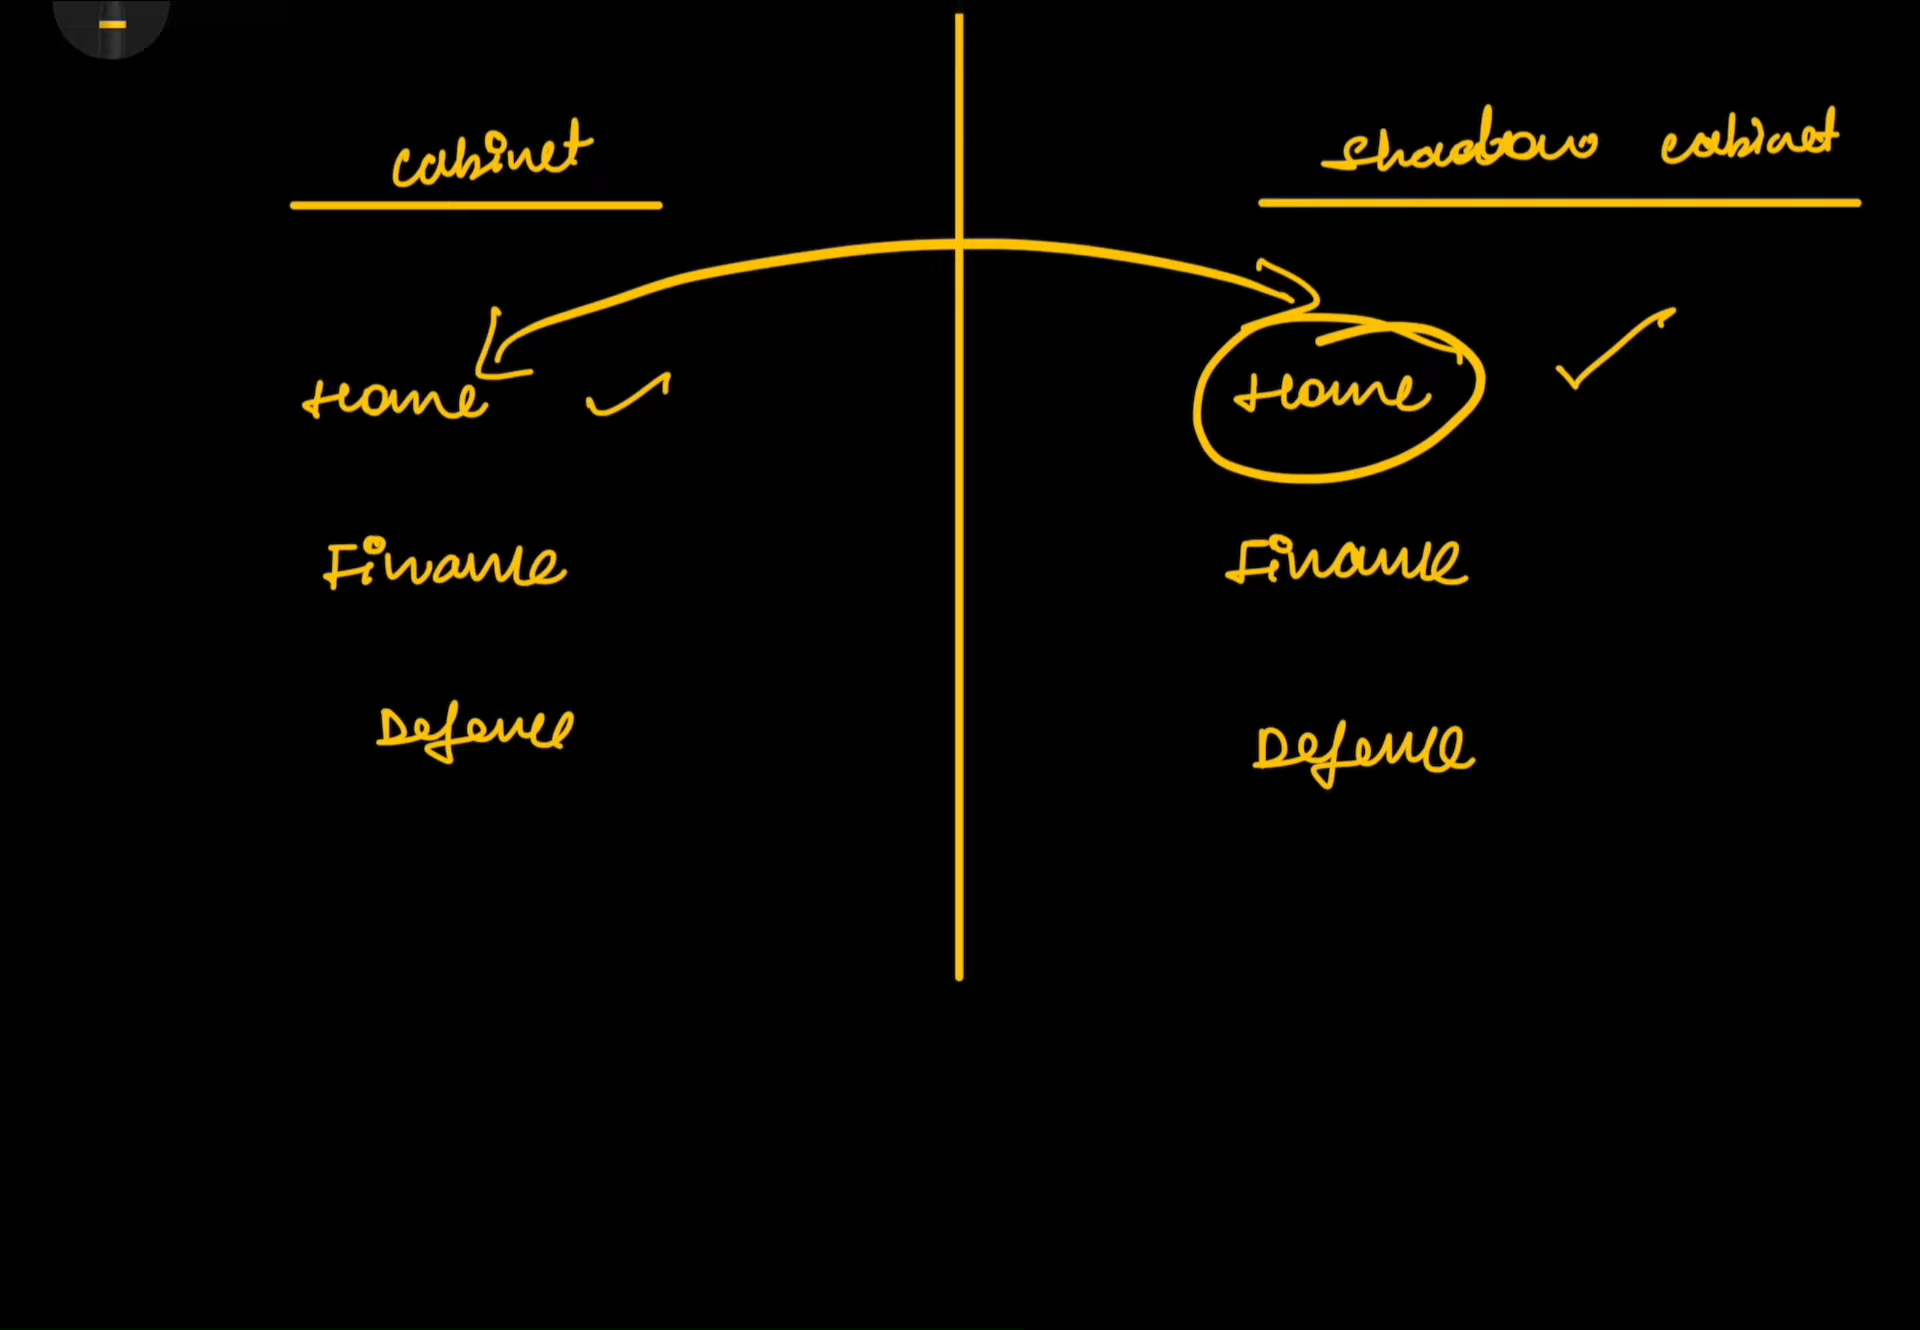 cabinet
shadow cabinet
Home
Home
Finance
Finance
Defence
Defence